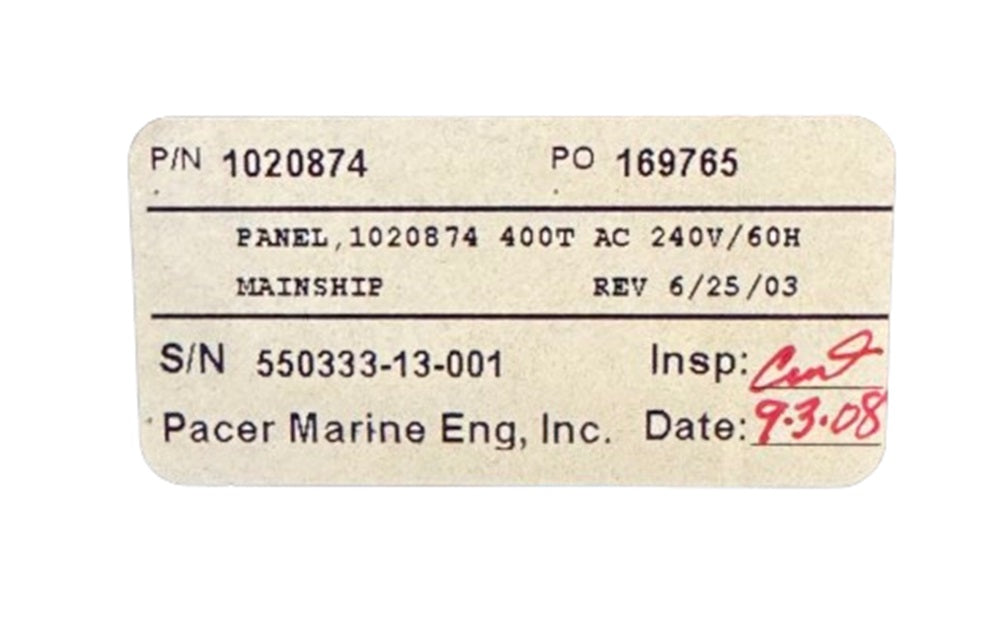 P/N 1020874 PO 169765
PANEL,1020874 400T AC 240V/60H
MAINSHIP REV 6/25/03
S/N 550333-13-001 Insp:
Pacer Marine Eng, Inc. Date: 9.3.08